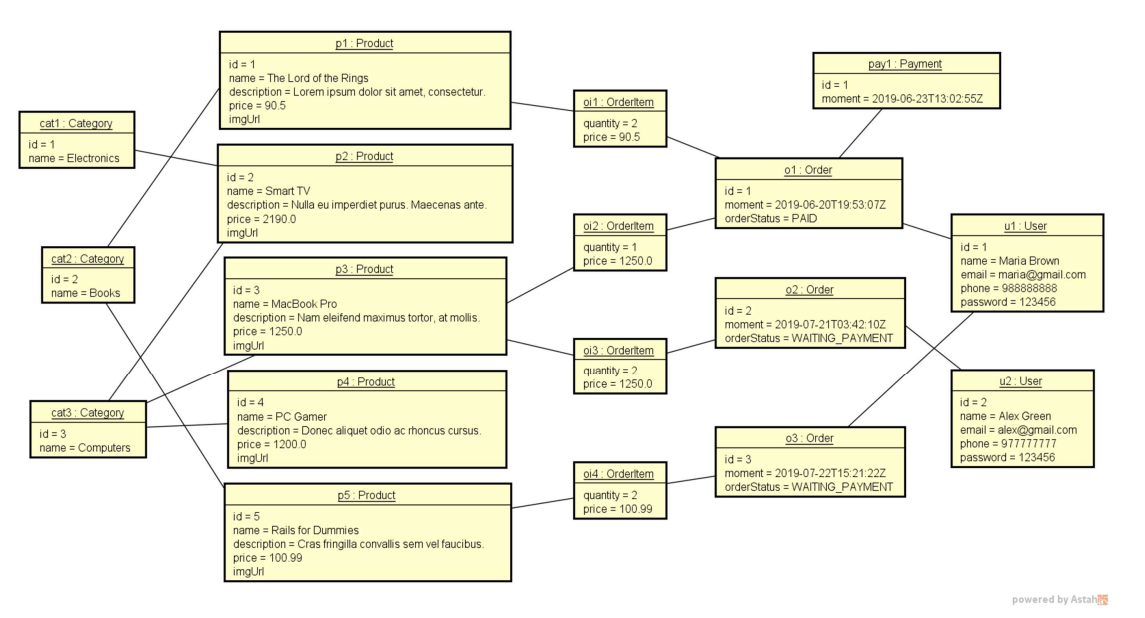 p1 : Product
id = 1
name = The Lord of the Rings
description = Lorem ipsum dolor sit amet, consectetur.
price = 90.5
imgUrl
pay1 : Payment
id = 1
moment = 2019-06-23T13:02:55Z
oi1 : OrderItem
quantity = 2
price = 90.5
cat1 : Category
id = 1
name = Electronics
p2 : Product
id = 2
name = Smart TV
description = Nulla eu imperdiet purus. Maecenas ante.
price = 2190.0
imgUrl
o1 : Order
id = 1
moment = 2019-06-20T19:53:07Z
orderStatus = PAID
oi2 : OrderItem
quantity = 1
price = 1250.0
u1 : User
id = 1
name = Maria Brown
email = maria@gmail.com
phone = 988888888
password = 123456
cat2 : Category
id = 2
name = Books
p3 : Product
id = 3
name = MacBook Pro
description = Nam eleifend maximus tortor, at mollis.
price = 1250.0
imgUrl
o2 : Order
id = 2
moment = 2019-07-21T03:42:10Z
orderStatus = WAITING_PAYMENT
oi3 : OrderItem
quantity = 2
price = 1250.0
p4 : Product
id = 4
name = PC Gamer
description = Donec aliquet odio ac rhoncus cursus.
price = 1200.0
imgUrl
u2 : User
id = 2
name = Alex Green
email = alex@gmail.com
phone = 977777777
password = 123456
cat3 : Category
id = 3
name = Computers
o3 : Order
id = 3
moment = 2019-07-22T15:21:22Z
orderStatus = WAITING_PAYMENT
oi4 : OrderItem
quantity = 2
price = 100.99
p5 : Product
id = 5
name = Rails for Dummies
description = Cras fringilla convallis sem vel faucibus.
price = 100.99
imgUrl
powered by Astah